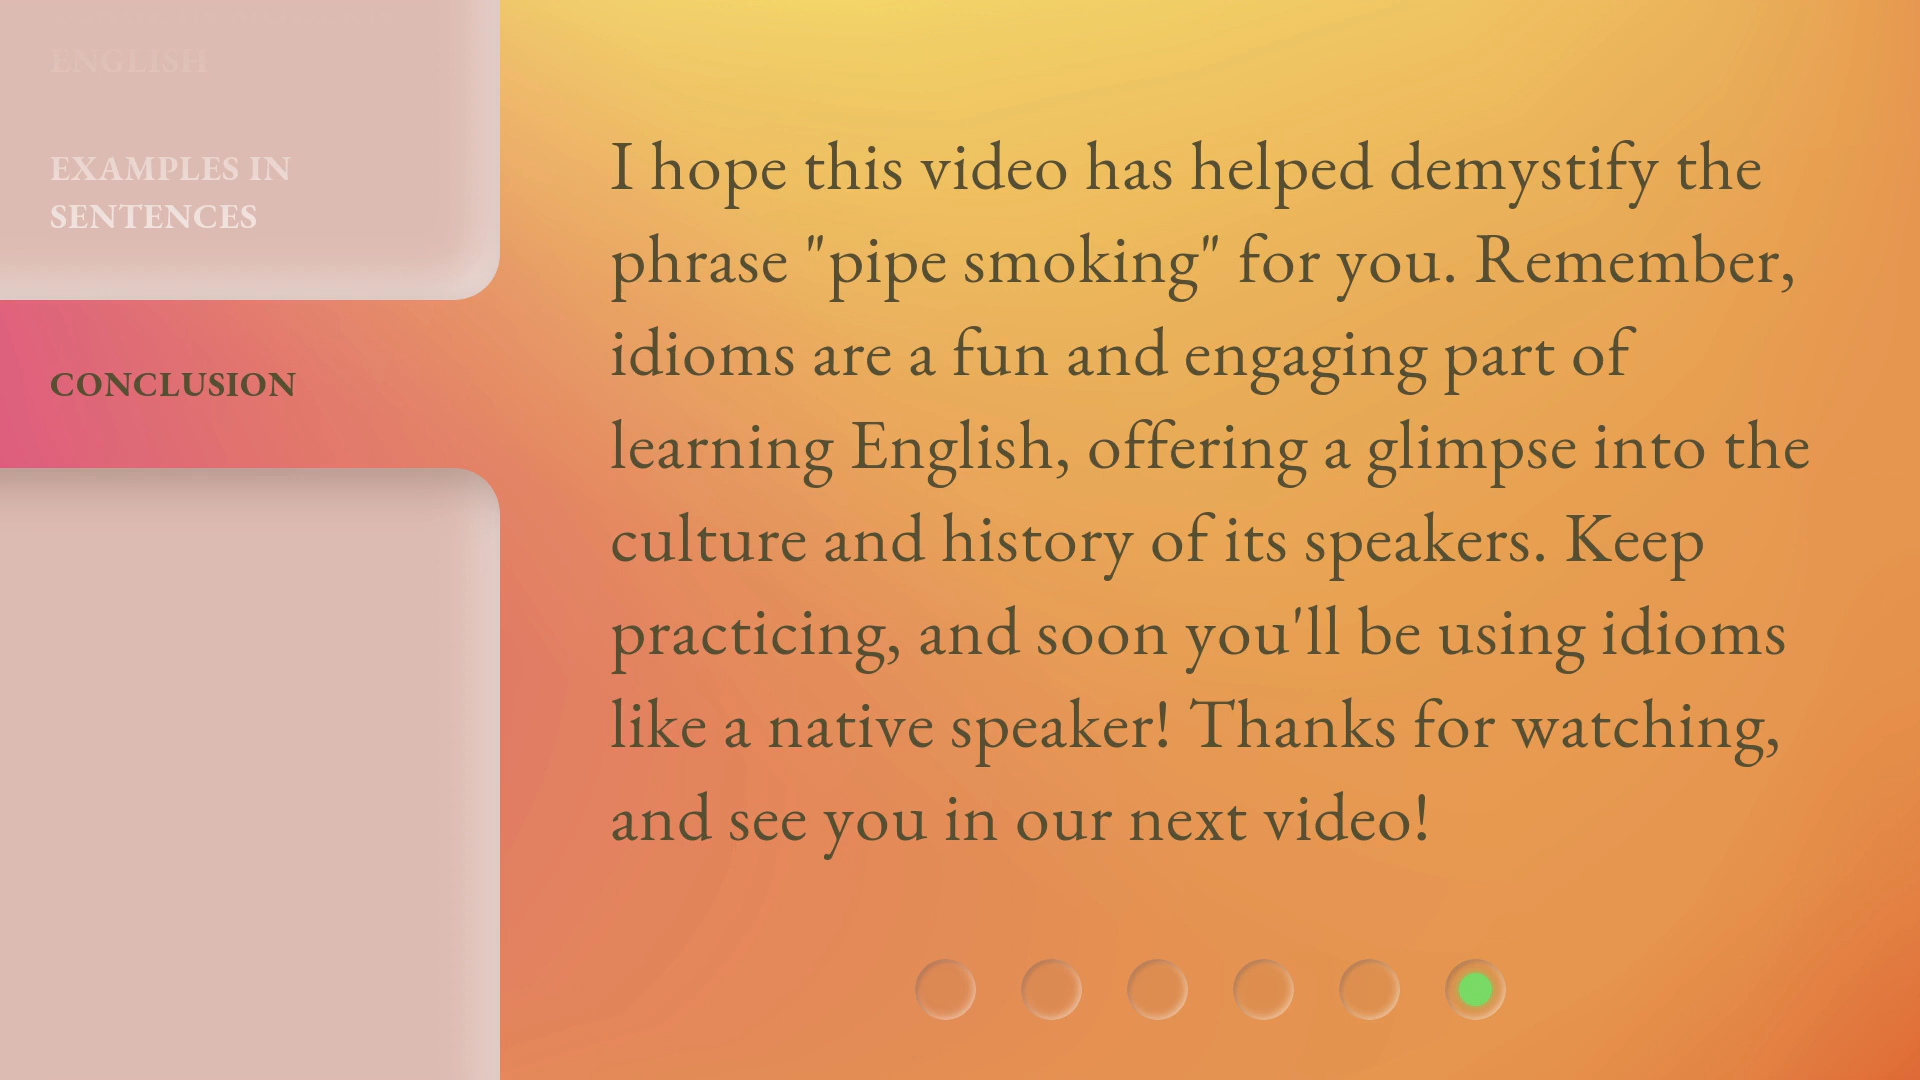 ENGLISH
EXAMPLES IN
SENTENCES
CONCLUSION
I hope this video has helped demystify the
phrase "pipe smoking" for you. Remember,
idioms are a fun and engaging part of
learning English, offering a glimpse into the
culture and history of its speakers. Keep
practicing, and soon you'll be using idioms
like a native speaker! Thanks for watching,
and see you in our next video!